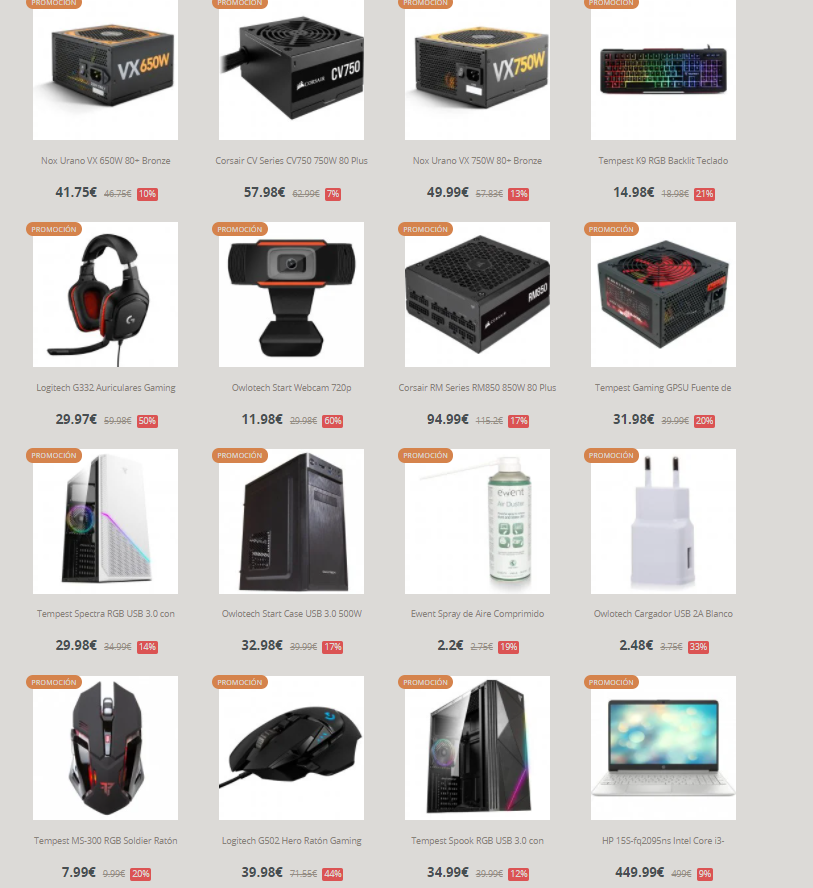 PROMOCIÓN PROMOCIÓN PROMOCIÓN PROMOCIÓN
VX650W
CORSAIR CV750
VX750W
Nox Urano VX 650W 80+ Bronze
41.75€ 46.75€ 10%
Corsair CV Series CV750 750W 80 Plus
57.98€ 62.99€ 7%
Nox Urano VX 750W 80+ Bronze
49.99€ 57.83€ 13%
Tempest K9 RGB Backlit Teclado
14.98€ 18.98€ 21%
PROMOCIÓN PROMOCIÓN PROMOCIÓN PROMOCIÓN
CORSAIR RM850
Logitech G332 Auriculares Gaming
29.97€ 59.98€ 50%
Owlotech Start Webcam 720p
11.98€ 29.98€ 60%
Corsair RM Series RM850 850W 80 Plus
94.99€ 115.2€ 17%
Tempest Gaming GPSU Fuente de
31.98€ 39.99€ 20%
PROMOCIÓN PROMOCIÓN PROMOCIÓN PROMOCIÓN
ewent
Air Duster
Tempest Spectra RGB USB 3.0 con
29.98€ 34.99€ 14%
Owlotech Start Case USB 3.0 500W
32.98€ 39.99€ 17%
Ewent Spray de Aire Comprimido
2.2€ 2.75€ 19%
Owlotech Cargador USB 2A Blanco
2.48€ 3.75€ 33%
PROMOCIÓN PROMOCIÓN PROMOCIÓN PROMOCIÓN
Tempest MS-300 RGB Soldier Ratón
7.99€ 9.99€ 20%
Logitech G502 Hero Ratón Gaming
39.98€ 71.55€ 44%
Tempest Spook RGB USB 3.0 con
34.99€ 39.99€ 12%
HP 15S-fq2095ns Intel Core i3-
449.99€ 499€ 9%